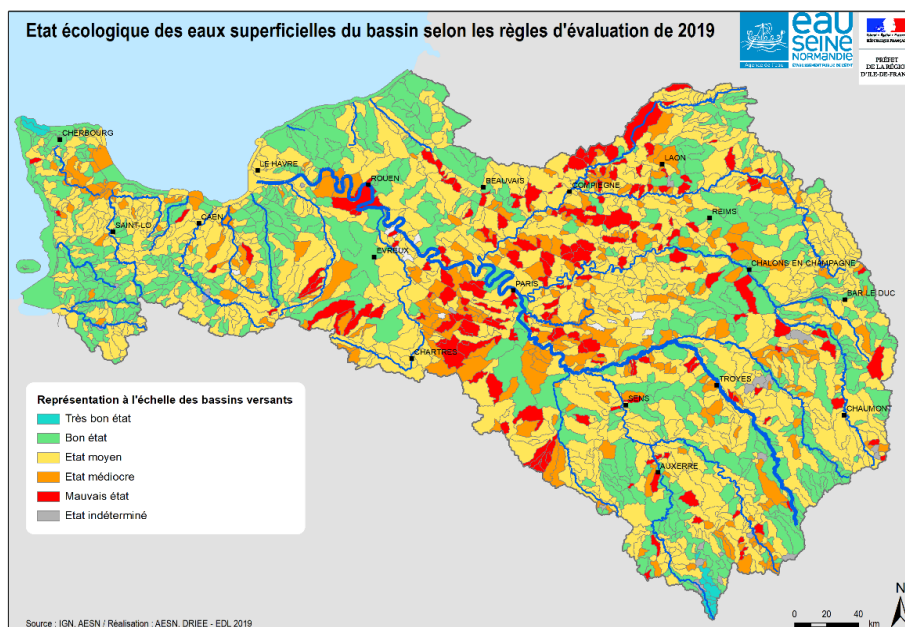 Etat écologique des eaux superficielles du bassin selon les règles d'évaluation de 2019
eau
SEINE
NORMANDIE
PRÉFET
DE LA RÉGION
CHERBOURG
LE HAVRE
ROUEN
BEAUVAIS
COMPIEGNE
LAON
REIMS
SAINT-LO
CAEN
EVREUX
PARIS
CHALONS EN CHAMPAGNE
BAR LE DUC
CHARTRES
TROYES
SENS
CHAUMONT
AUXERRE
Représentation à l'échelle des bassins versants
Très bon état
Bon état
Etat moyen
Etat médiocre
Mauvais état
Etat indéterminé
N
0 20 40
km
Source : IGN, AESN / Réalisation : AESN, DRIEE - EDL 2019